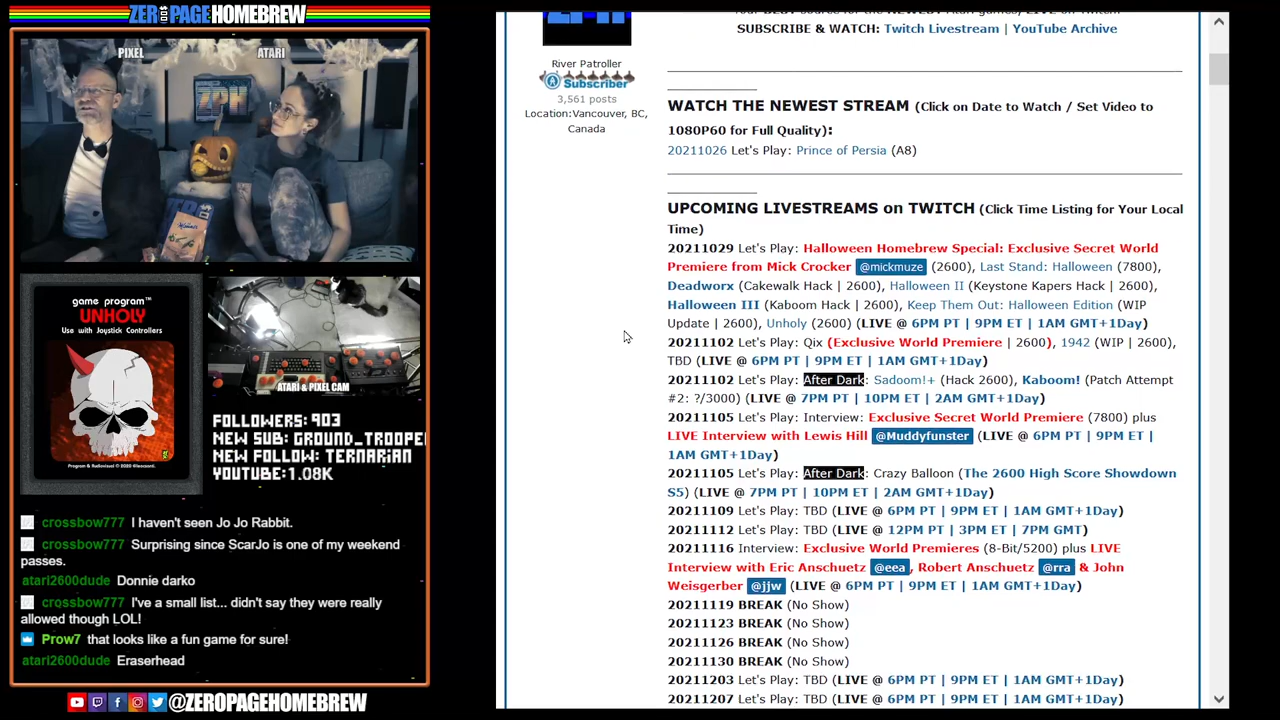 ZEROPAGEHOMEBREW
PIXEL
ATARI
ZPH
game program™
UNHOLY
Use with Joystick Controllers
ATARI & PIXEL CAM
FOLLOWERS: 903
NEW SUB: GROUND_TROOPER
NEW FOLLOW: TERNARIAN
YOUTUBE:1.08K
crossbow777 I haven't seen Jo Jo Rabbit.
crossbow777 Surprising since ScarJo is one of my weekend
passes.
atari2600dude Donnie darko
crossbow777 I've a small list... didn't say they were really
allowed though LOL!
Prow7 that looks like a fun game for sure!
atari2600dude Eraserhead
@ZEROPAGEHOMEBREW
River Patroller
Subscriber
3,561 posts
Location:Vancouver, BC,
Canada
SUBSCRIBE & WATCH: Twitch Livestream | YouTube Archive
WATCH THE NEWEST STREAM (Click on Date to Watch / Set Video to
1080P60 for Full Quality):
20211026 Let's Play: Prince of Persia (A8)
UPCOMING LIVESTREAMS on TWITCH (Click Time Listing for Your Local
Time)
20211029 Let's Play: Halloween Homebrew Special: Exclusive Secret World
Premiere from Mick Crocker @mickmuze (2600), Last Stand: Halloween (7800),
Deadworx (Cakewalk Hack | 2600), Halloween II (Keystone Kapers Hack | 2600),
Halloween III (Kaboom Hack | 2600), Keep Them Out: Halloween Edition (WIP
Update | 2600), Unholy (2600) (LIVE @ 6PM PT | 9PM ET | 1AM GMT+1Day)
20211102 Let's Play: Qix (Exclusive World Premiere | 2600), 1942 (WIP | 2600),
TBD (LIVE @ 6PM PT | 9PM ET | 1AM GMT+1Day)
20211102 Let's Play: After Dark: Sadoom!+ (Hack 2600), Kaboom! (Patch Attempt
#2: ?/3000) (LIVE @ 7PM PT | 10PM ET | 2AM GMT+1Day)
20211105 Let's Play: Interview: Exclusive Secret World Premiere (7800) plus
LIVE Interview with Lewis Hill @Muddyfunster (LIVE @ 6PM PT | 9PM ET |
1AM GMT+1Day)
20211105 Let's Play: After Dark: Crazy Balloon (The 2600 High Score Showdown
S5) (LIVE @ 7PM PT | 10PM ET | 2AM GMT+1Day)
20211109 Let's Play: TBD (LIVE @ 6PM PT | 9PM ET | 1AM GMT+1Day)
20211112 Let's Play: TBD (LIVE @ 12PM PT | 3PM ET | 7PM GMT)
20211116 Interview: Exclusive World Premieres (8-Bit/5200) plus LIVE
Interview with Eric Anschuetz @eea, Robert Anschuetz @rra & John
Weisgerber @jjw (LIVE @ 6PM PT | 9PM ET | 1AM GMT+1Day)
20211119 BREAK (No Show)
20211123 BREAK (No Show)
20211126 BREAK (No Show)
20211130 BREAK (No Show)
20211203 Let's Play: TBD (LIVE @ 6PM PT | 9PM ET | 1AM GMT+1Day)
20211207 Let's Play: TBD (LIVE @ 6PM PT | 9PM ET | 1AM GMT+1Day)